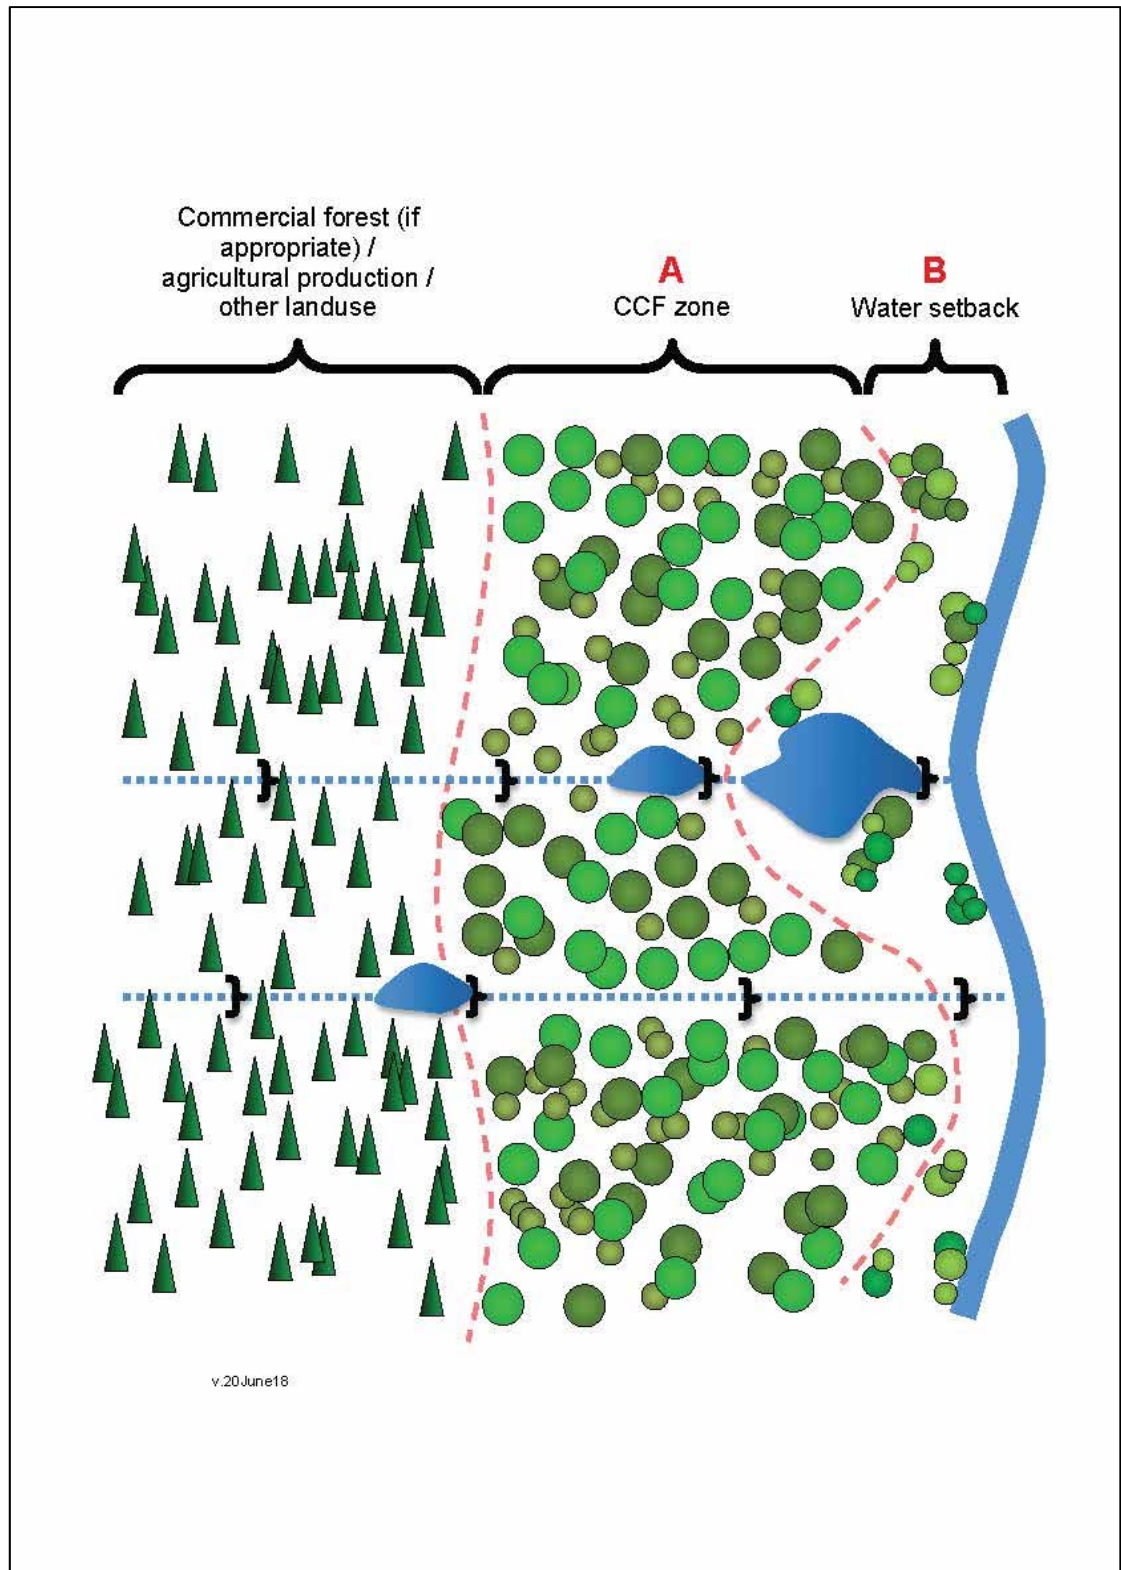 Commercial forest (if
appropriate) /
agricultural production /
other landuse
A
CCF zone
B
Water setback
v.20June18